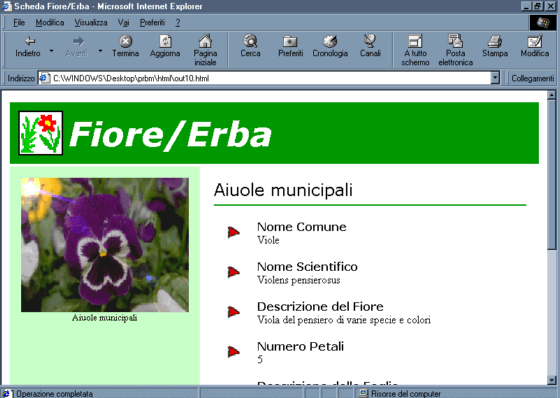 Scheda Fiore/Erba - Microsoft Internet Explorer
File Modifica Visualizza Vai Preferiti ?
Indietro Avanti Termina Aggiorna Pagina iniziale Cerca Preferiti Cronologia Canali A tutto schermo Posta elettronica Stampa Modifica
Indirizzo C:\WINDOWS\Desktop\prbm\html\out10.html Collegamenti
Fiore/Erba
Aiuole municipali
Aiuole municipali
Nome Comune
Viole
Nome Scientifico
Violens pensierosus
Descrizione del Fiore
Viola del pensiero di varie specie e colori
Numero Petali
5
Descrizione delle Foglie
Operazione completata Risorse del computer